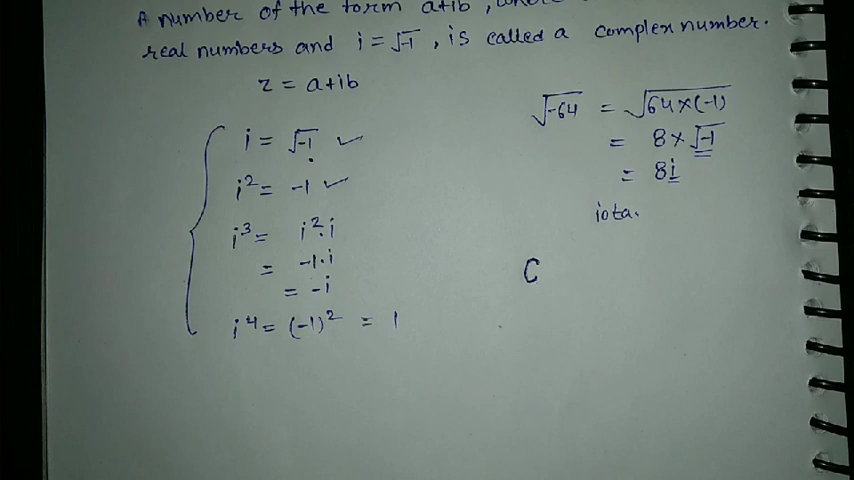 A number of the form a+ib, where
real numbers and i = √-1, is called a complex number.
z = a+ib
i = √-1 ✓
i² = -1 ✓
i³ = i²·i
= -1·i
= -i
i⁴ = (-1)² = 1
√-64 = √64×(-1)
= 8×√-1
= 8i
iota.
C